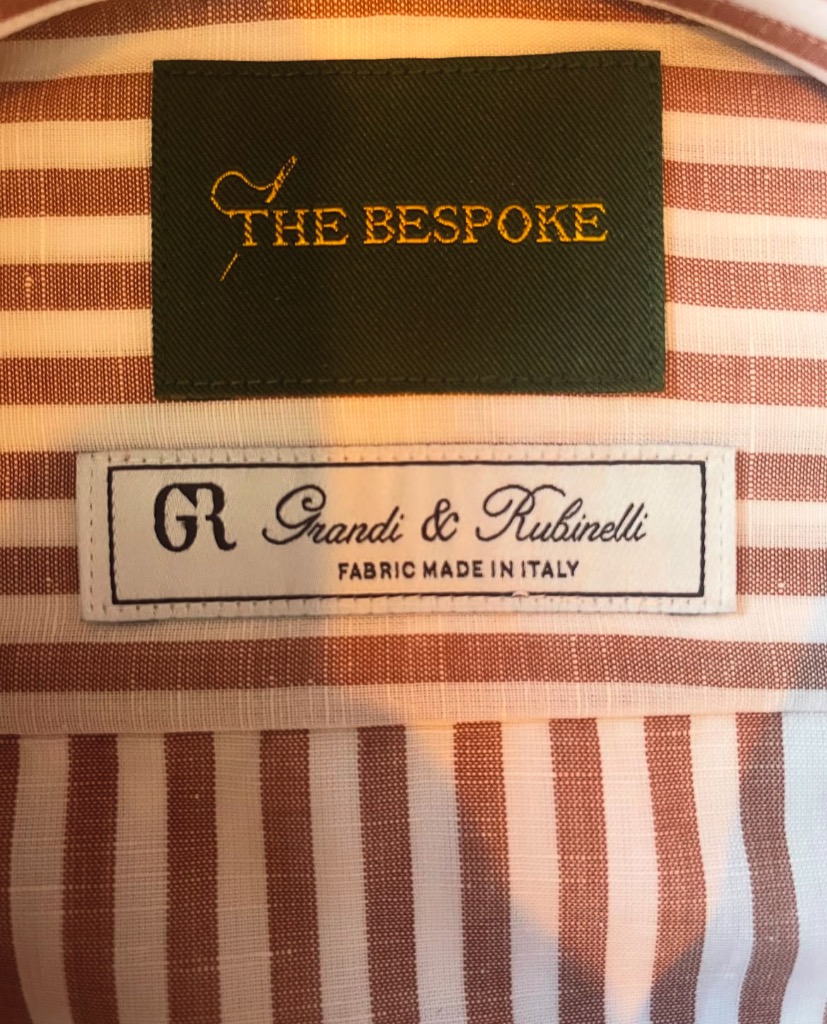 THE BESPOKE
GR Grandi & Rubinelli
FABRIC MADE IN ITALY